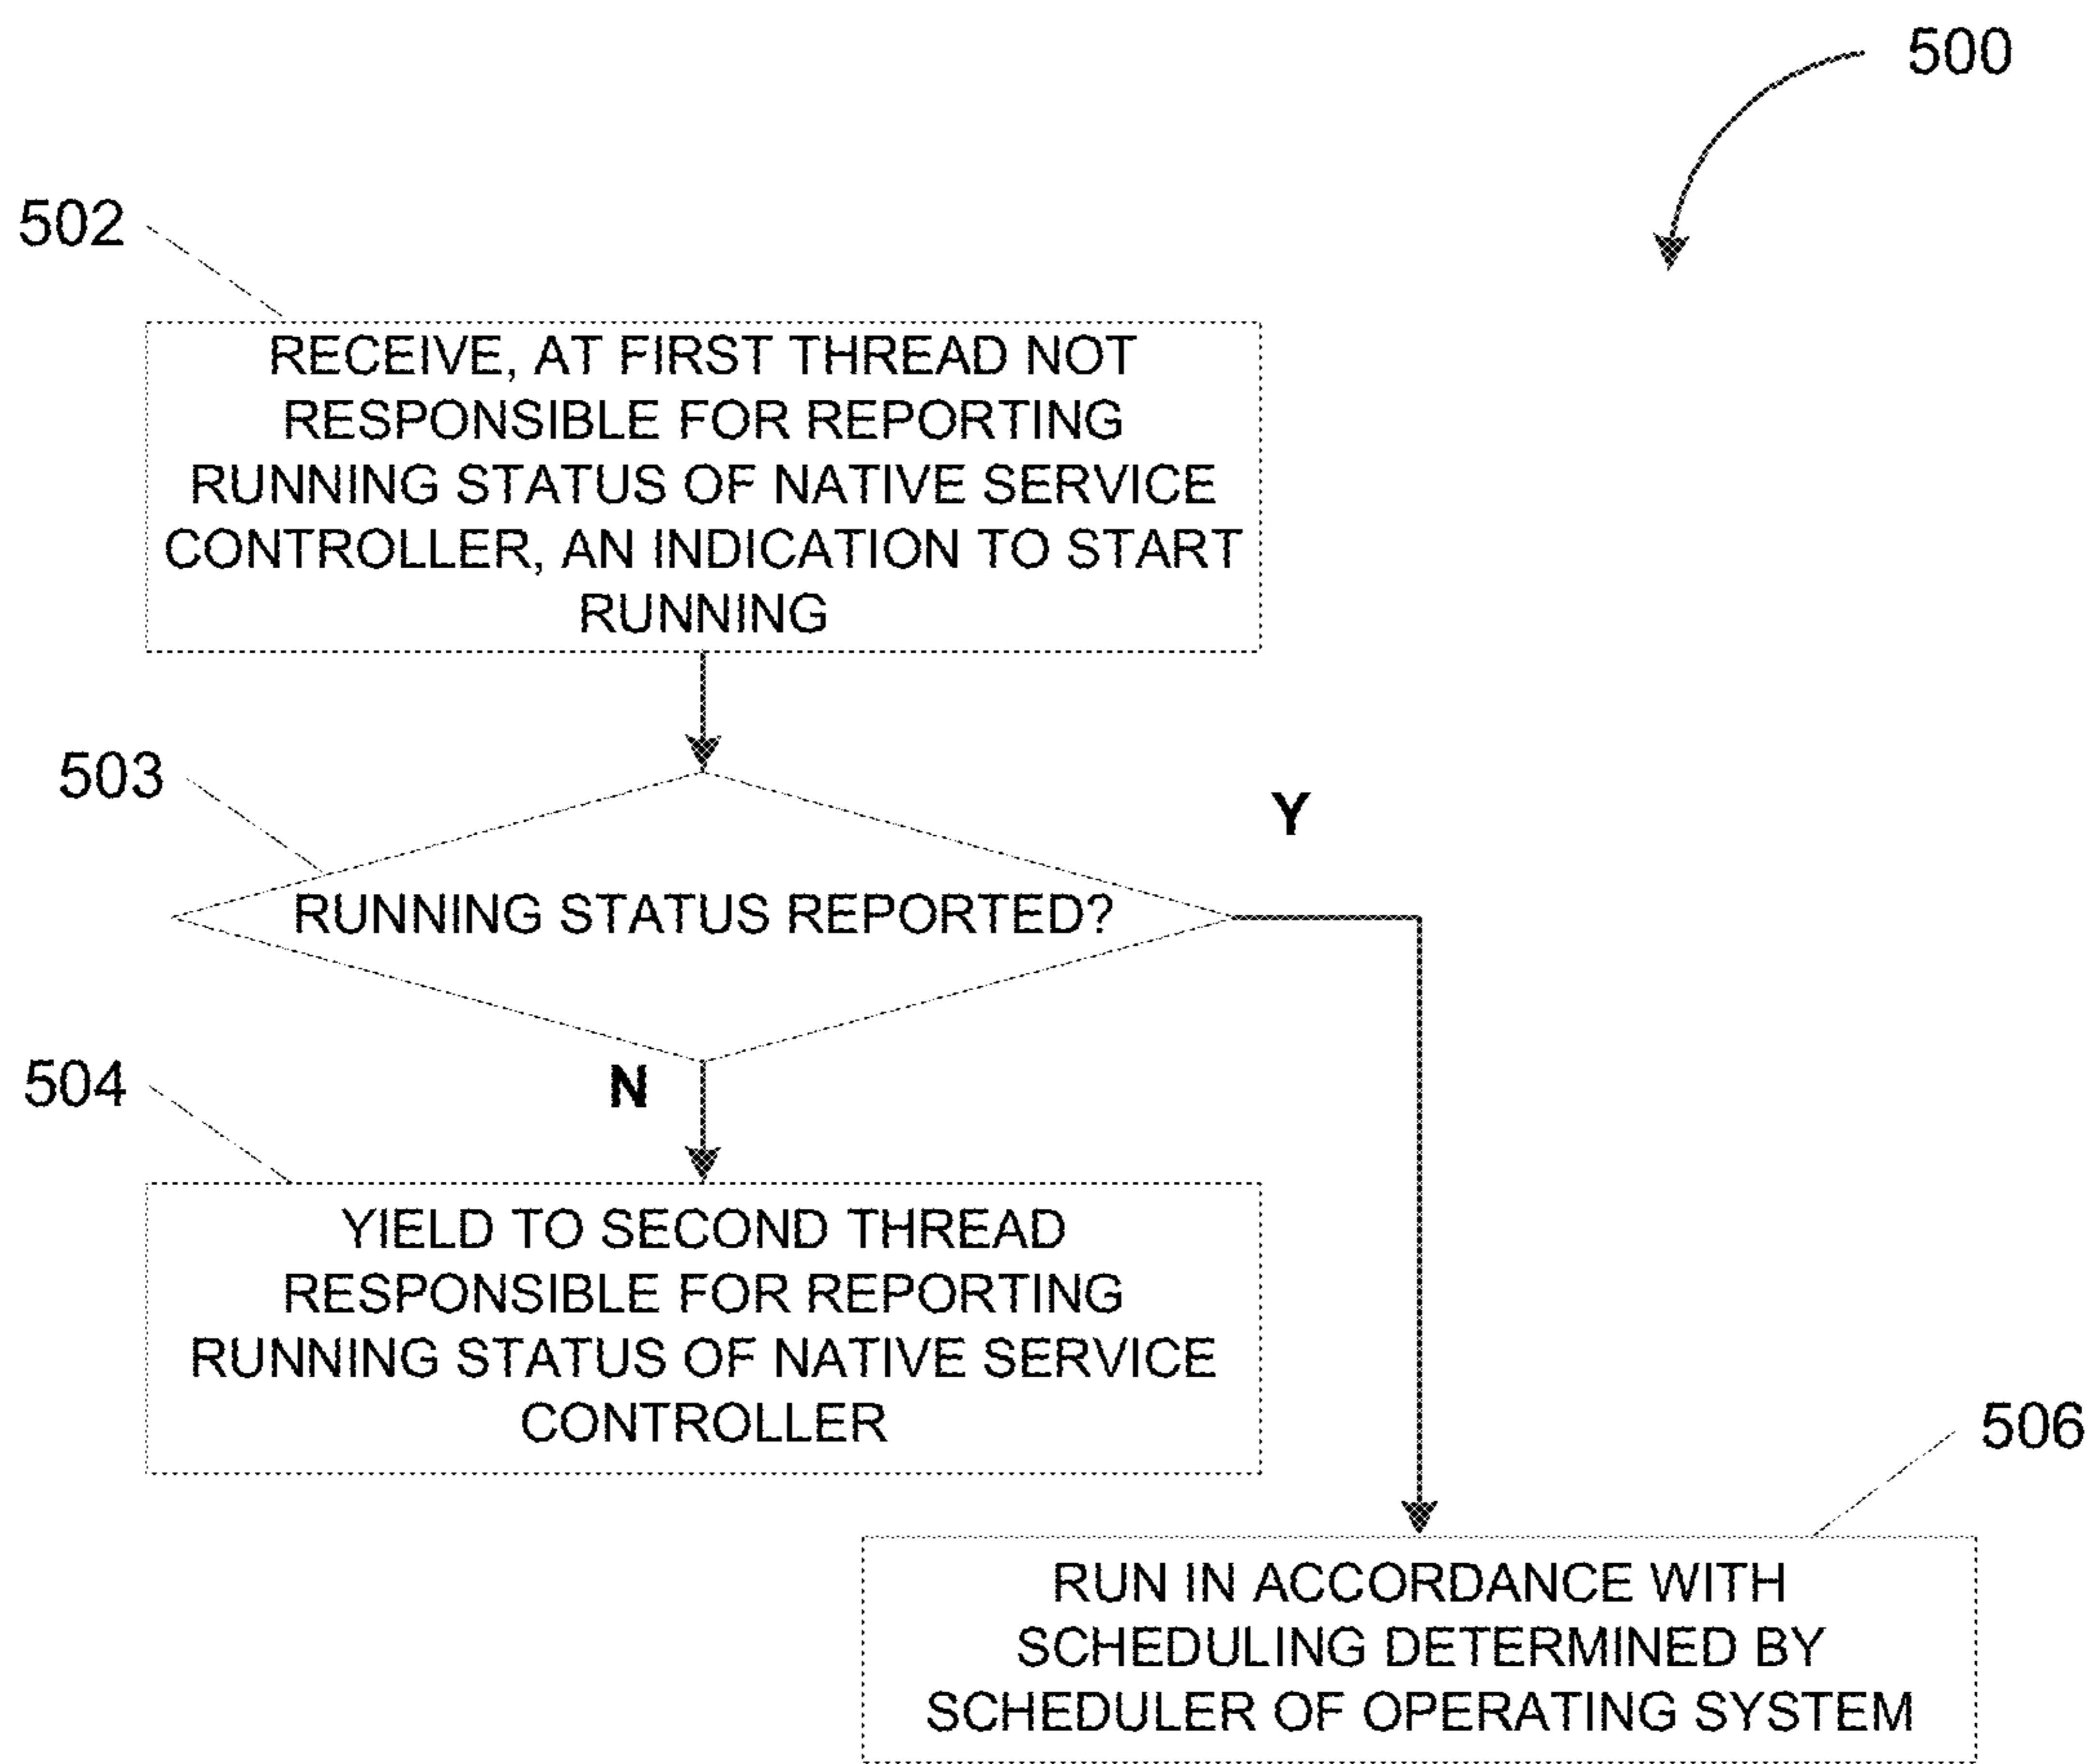 500
502
RECEIVE, AT FIRST THREAD NOT
RESPONSIBLE FOR REPORTING
RUNNING STATUS OF NATIVE SERVICE
CONTROLLER, AN INDICATION TO START
RUNNING
503
Y
RUNNING STATUS REPORTED?
N
504
YIELD TO SECOND THREAD
RESPONSIBLE FOR REPORTING
RUNNING STATUS OF NATIVE SERVICE
CONTROLLER
506
RUN IN ACCORDANCE WITH
SCHEDULING DETERMINED BY
SCHEDULER OF OPERATING SYSTEM